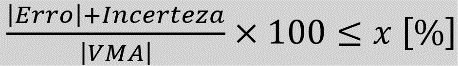 |Erro|+Incerteza
|VMA|
× 100 ≤ x [%]